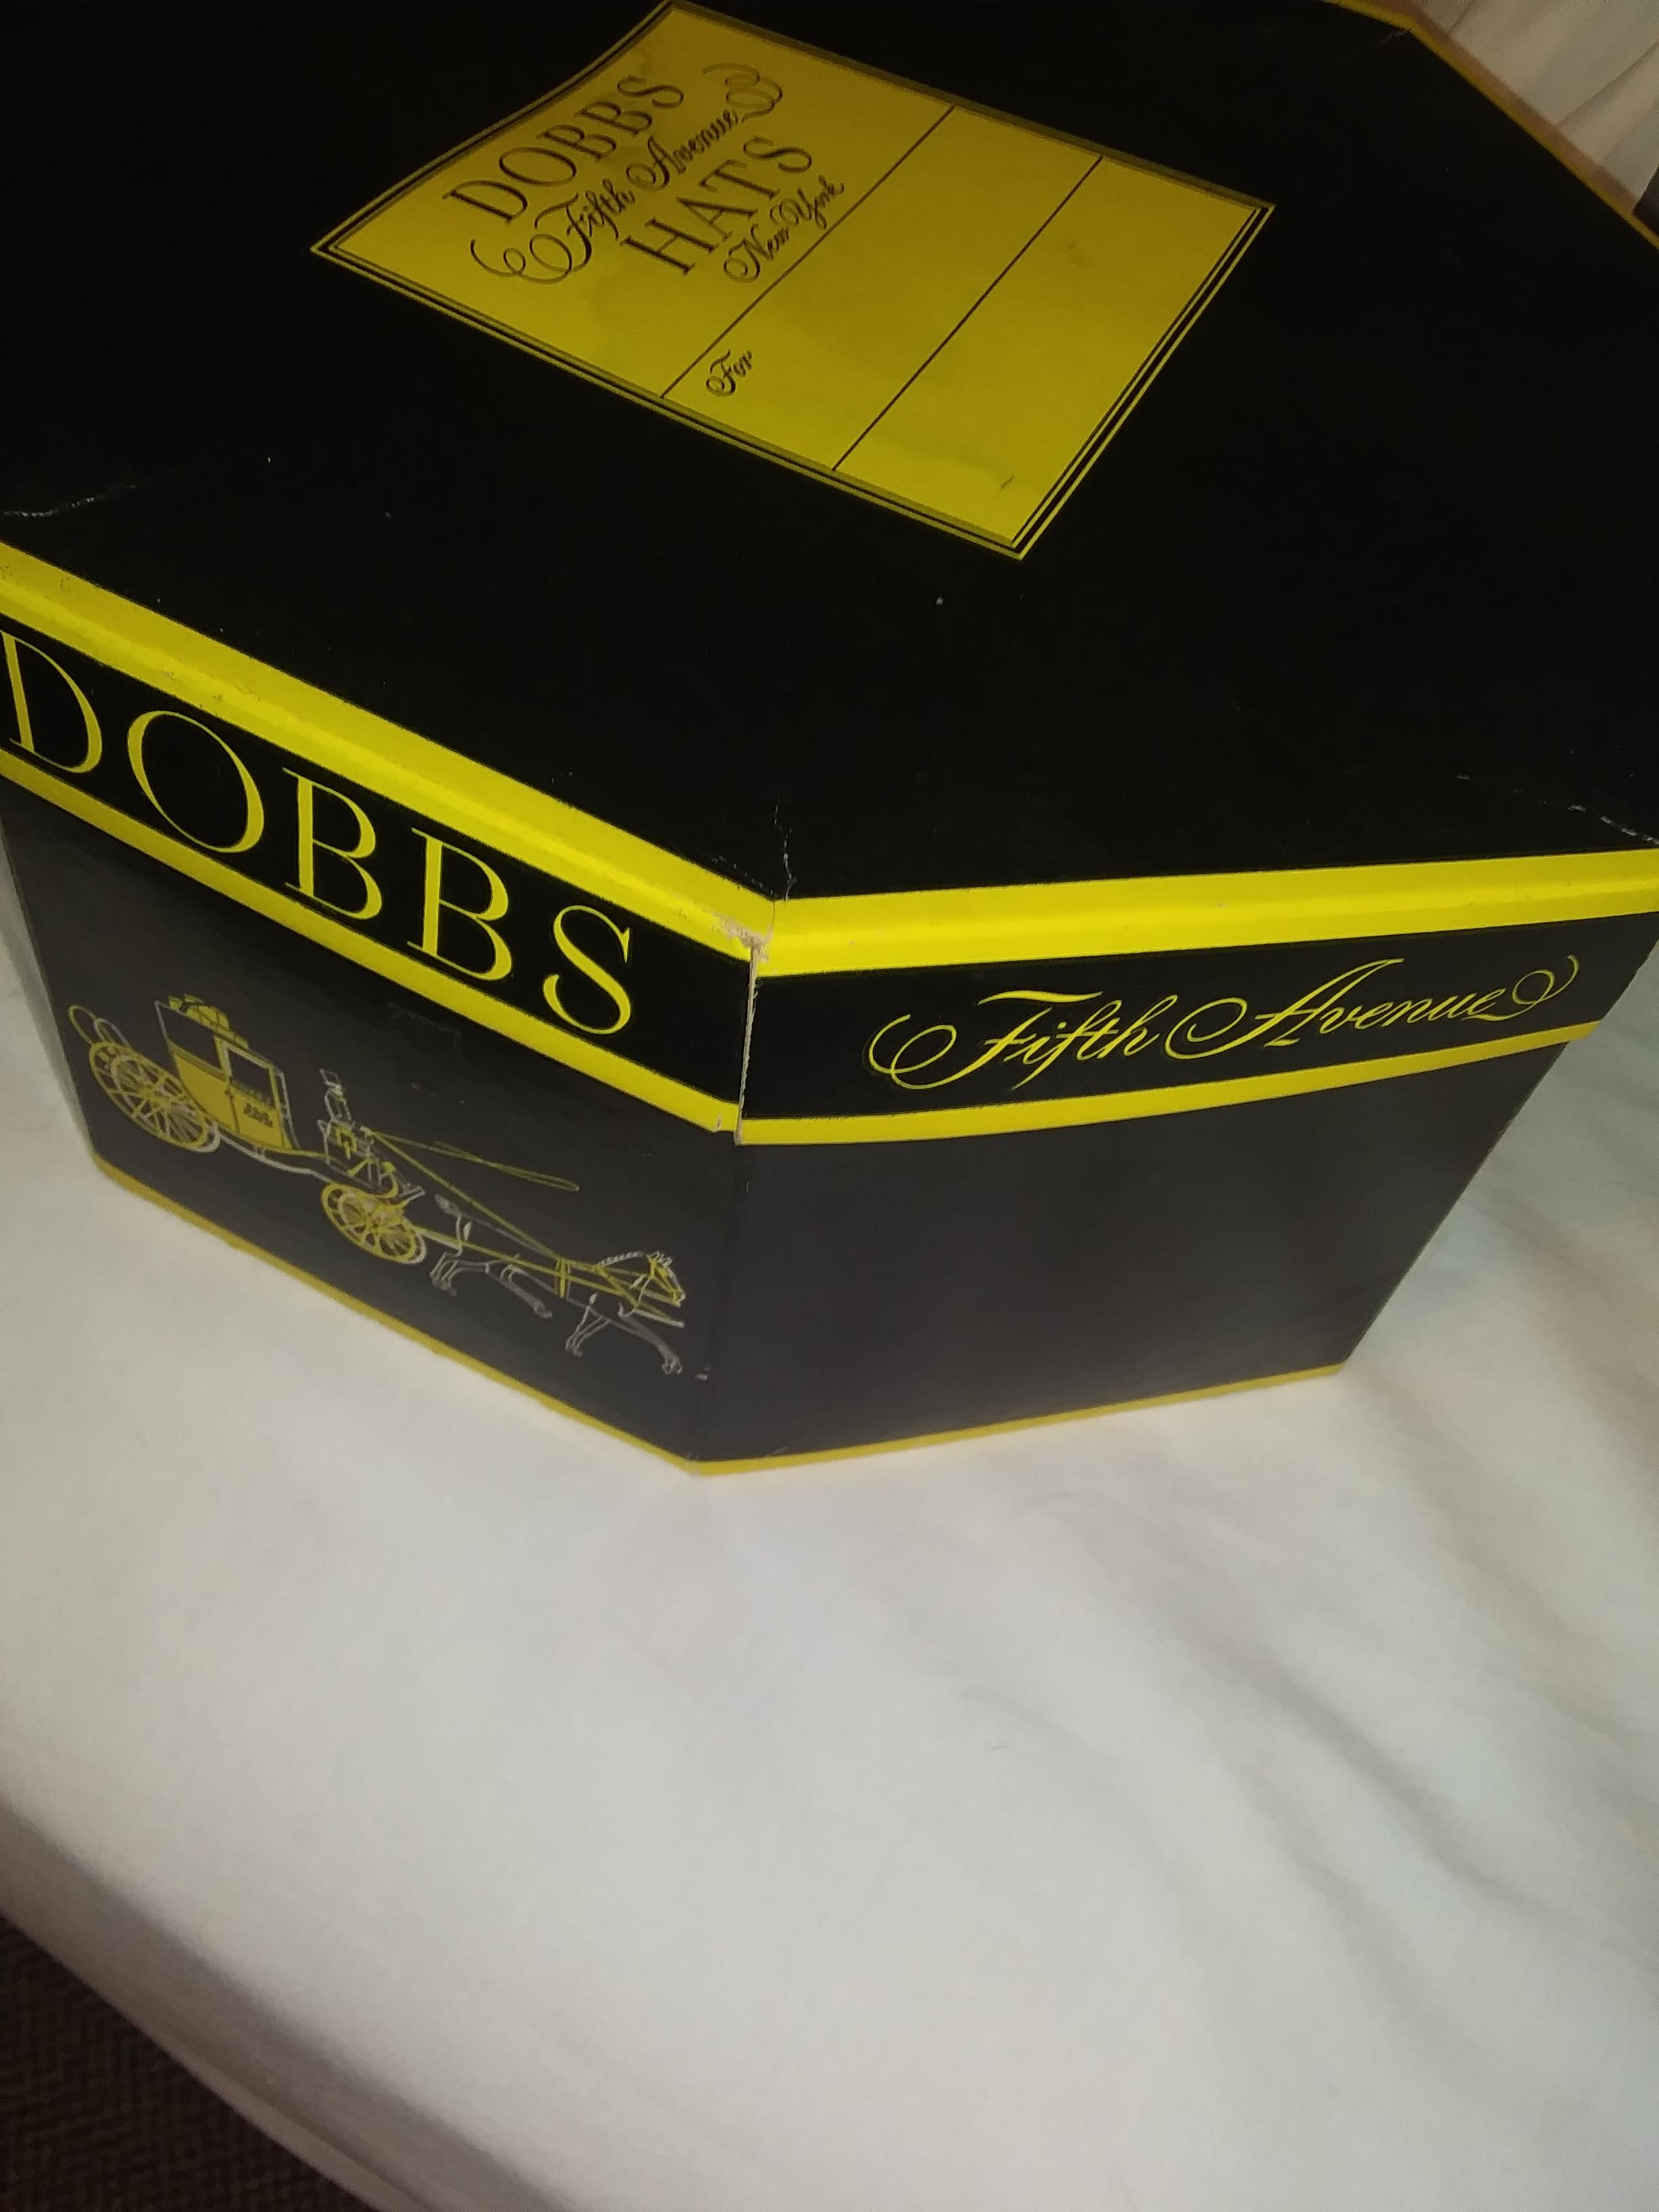 DOBBS
Fifth Avenue
HATS
New York
For
DOBBS
Fifth Avenue